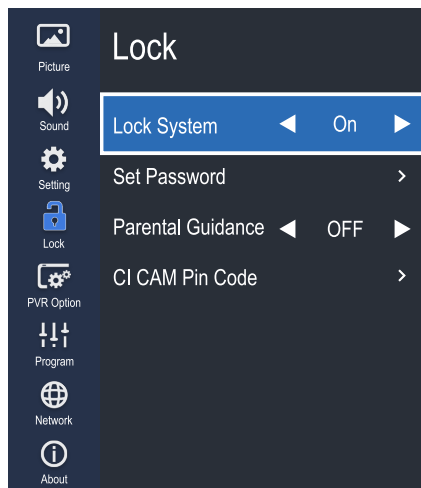 Picture
Sound
Setting
Lock
PVR Option
Program
Network
About
Lock
Lock System On
Set Password
Parental Guidance OFF
CI CAM Pin Code